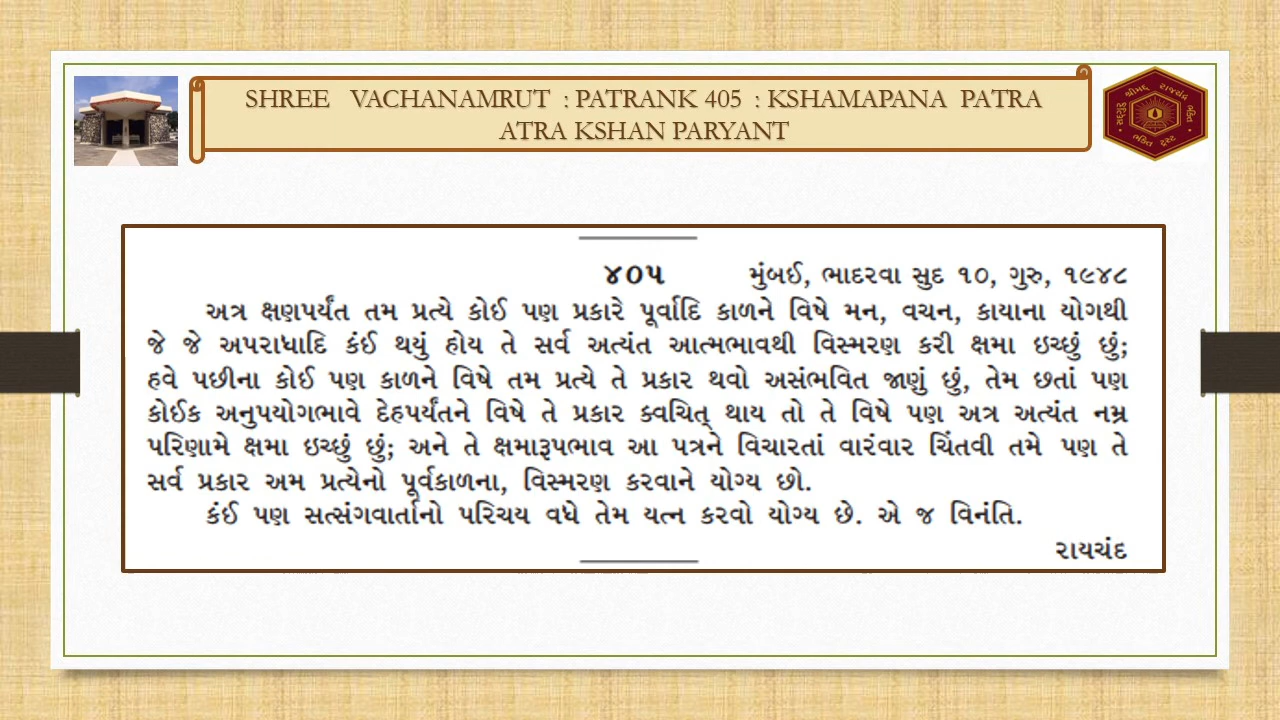 SHREE VACHANAMRUT : PATRANK 405 : KSHAMAPANA PATRA
ATRA KSHAN PARYANT
શ્રીમદ્ રાજચંદ્ર
ભક્તિ ટ્રસ્ટ
૪૦૫ મુંબઈ, ભાદરવા સુદ ૧૦, ગુરુ, ૧૯૪૮
અત્ર ક્ષણપર્યંત તમ પ્રત્યે કોઈ પણ પ્રકારે પૂર્વાદિ કાળને વિષે મન, વચન, કાયાના યોગથી
જે જે અપરાધાદિ કંઈ થયું હોય તે સર્વ અત્યંત આત્મભાવથી વિસ્મરણ કરી ક્ષમા ઇચ્છું છું;
હવે પછીના કોઈ પણ કાળને વિષે તમ પ્રત્યે તે પ્રકાર થવો અસંભવિત જાણું છું, તેમ છતાં પણ
કોઈક અનુપયોગભાવે દેહપર્યંતને વિષે તે પ્રકાર ક્વચિત્ થાય તો તે વિષે પણ અત્ર અત્યંત નમ્ર
પરિણામે ક્ષમા ઇચ્છું છું; અને તે ક્ષમારૂપભાવ આ પત્રને વિચારતાં વારંવાર ચિંતવી તમે પણ તે
સર્વ પ્રકાર અમ પ્રત્યેનો પૂર્વકાળના, વિસ્મરણ કરવાને યોગ્ય છો.
કંઈ પણ સત્સંગવાર્તાનો પરિચય વધે તેમ યત્ન કરવો યોગ્ય છે. એ જ વિનંતિ.
રાયચંદ